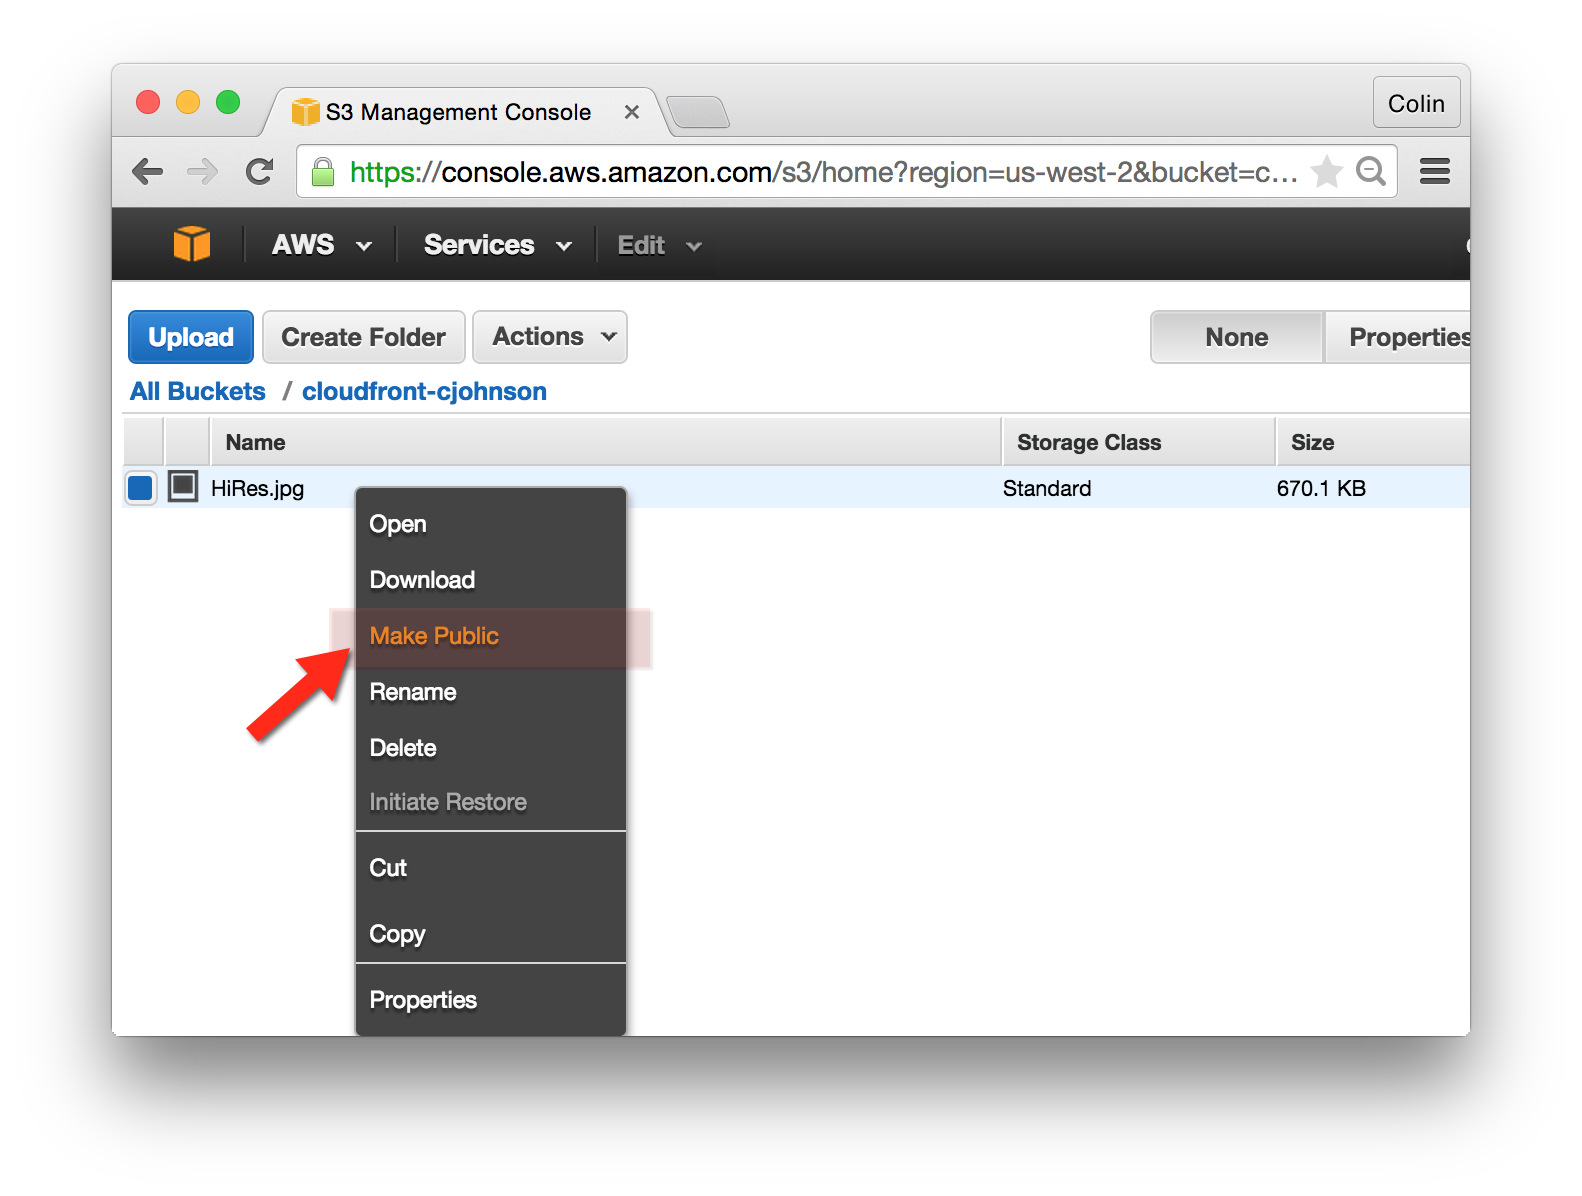 S3 Management Console
Colin
https://console.aws.amazon.com/s3/home?region=us-west-2&bucket=c...
AWS Services Edit
Upload Create Folder Actions None Properties
All Buckets / cloudfront-cjohnson
Name Storage Class Size
HiRes.jpg Standard 670.1 KB
Open
Download
Make Public
Rename
Delete
Initiate Restore
Cut
Copy
Properties